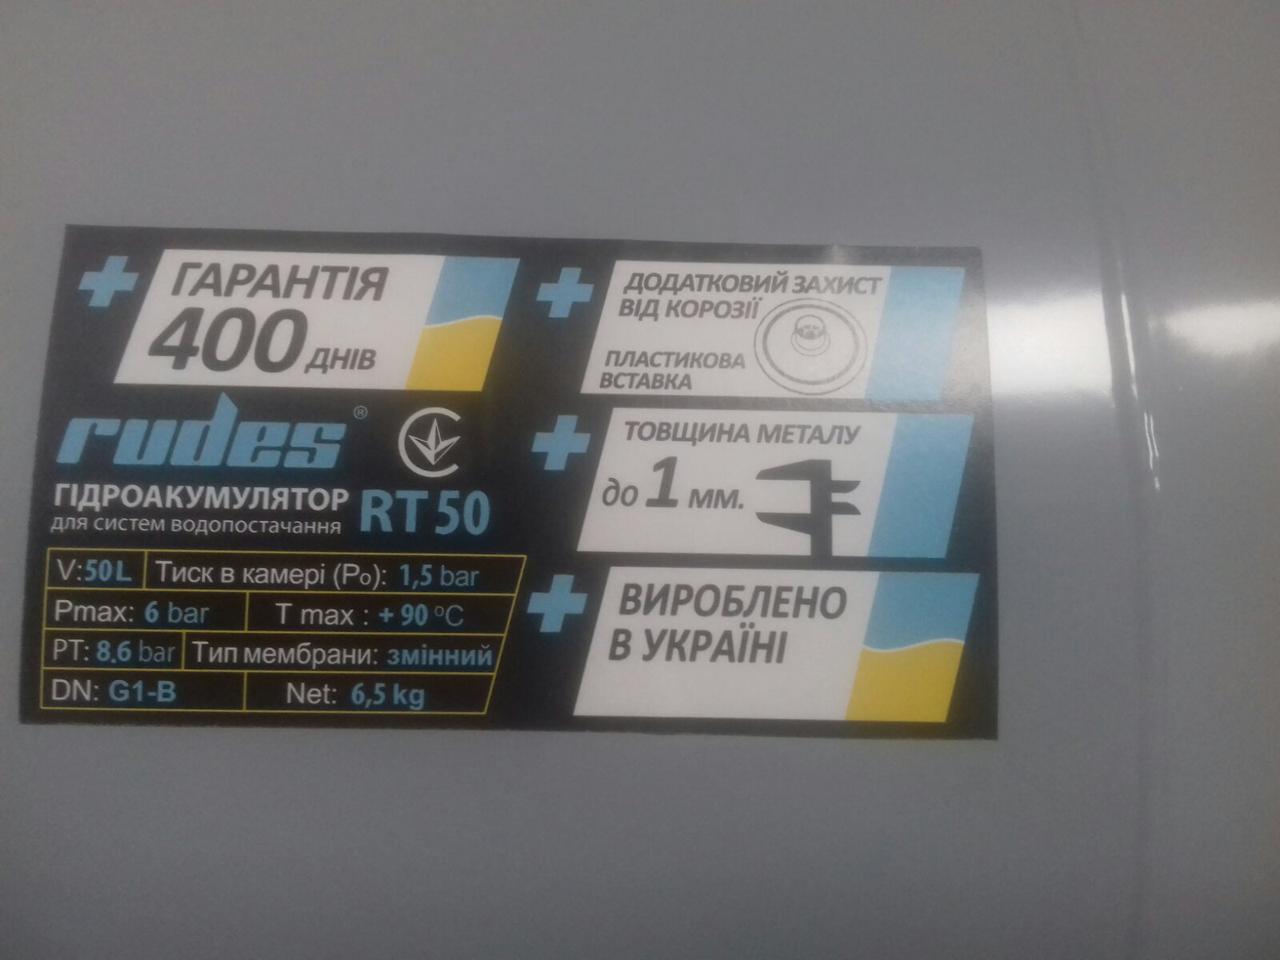 ГАРАНТІЯ
400 ДНІВ
rudes®
ГІДРОАКУМУЛЯТОР RT 50
для систем водопостачання
V: 50 L Тиск в камері (Po): 1,5 bar
Pmax: 6 bar T max : + 90 °C
PT: 8.6 bar Тип мембрани: змінний
DN: G1-B Net: 6,5 kg
ДОДАТКОВИЙ ЗАХИСТ
ВІД КОРОЗІЇ
ПЛАСТИКОВА
ВСТАВКА
ТОВЩИНА МЕТАЛУ
до 1 мм.
ВИРОБЛЕНО
В УКРАЇНІ